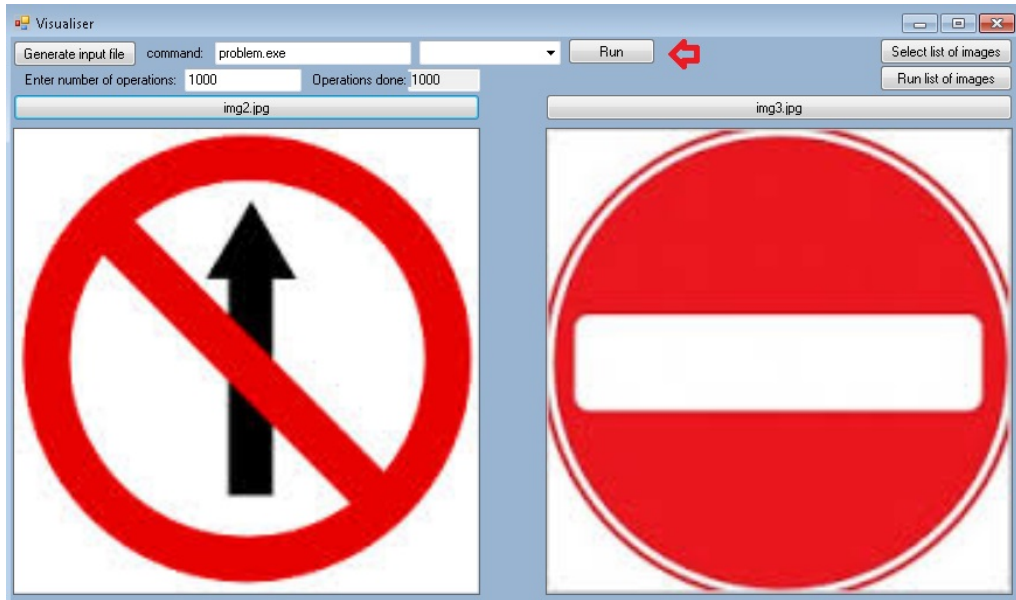 Visualiser
Generate input file command: problem.exe Run Select list of images
Enter number of operations: 1000 Operations done: 1000 Run list of images
img2.jpg img3.jpg